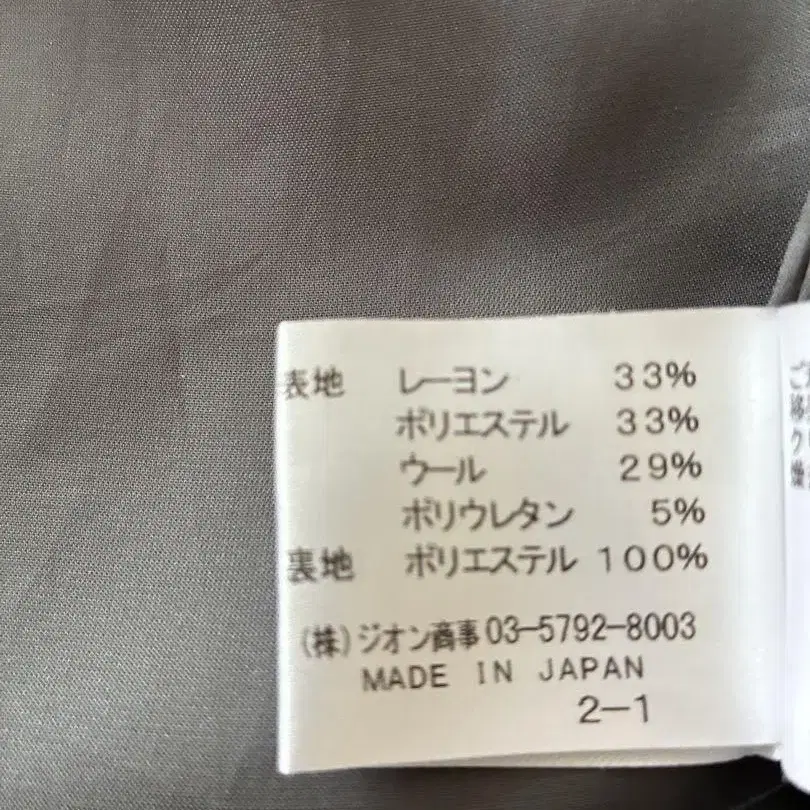 表地 レーヨン 33%
ポリエステル 33%
ウール 29%
ポリウレタン 5%
裏地 ポリエステル 100%
(株)ジオン商事 03-5792-8003
MADE IN JAPAN
2-1